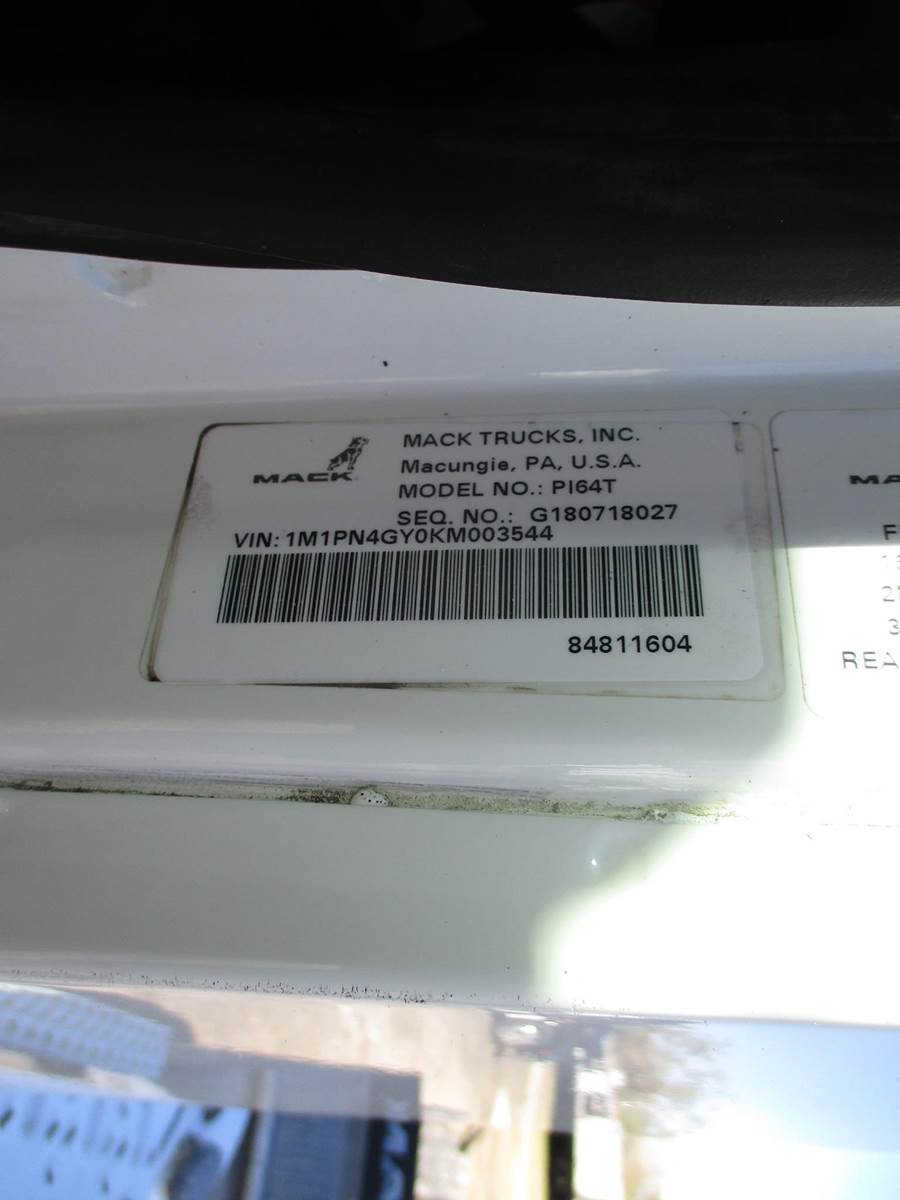 MACK
MACK TRUCKS, INC.
Macungie, PA, U.S.A.
MODEL NO.: PI64T
SEQ. NO.: G180718027
VIN: 1M1PN4GY0KM003544
84811604